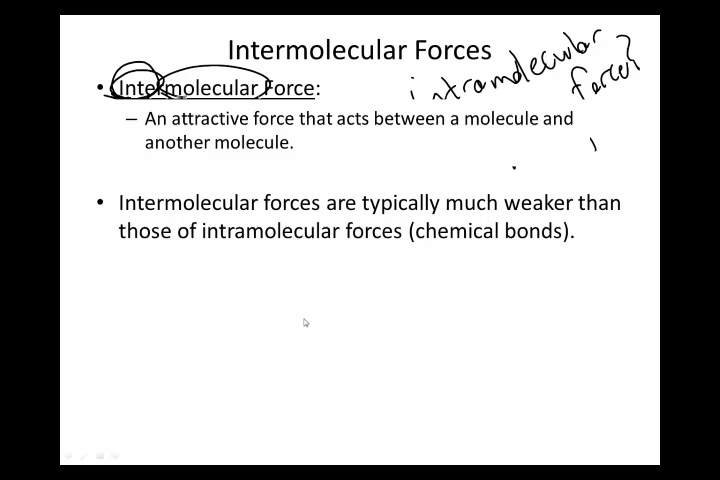 Intermolecular Forces
• Intermolecular Force:
intramolecular
forces?
– An attractive force that acts between a molecule and
another molecule.
• Intermolecular forces are typically much weaker than
those of intramolecular forces (chemical bonds).